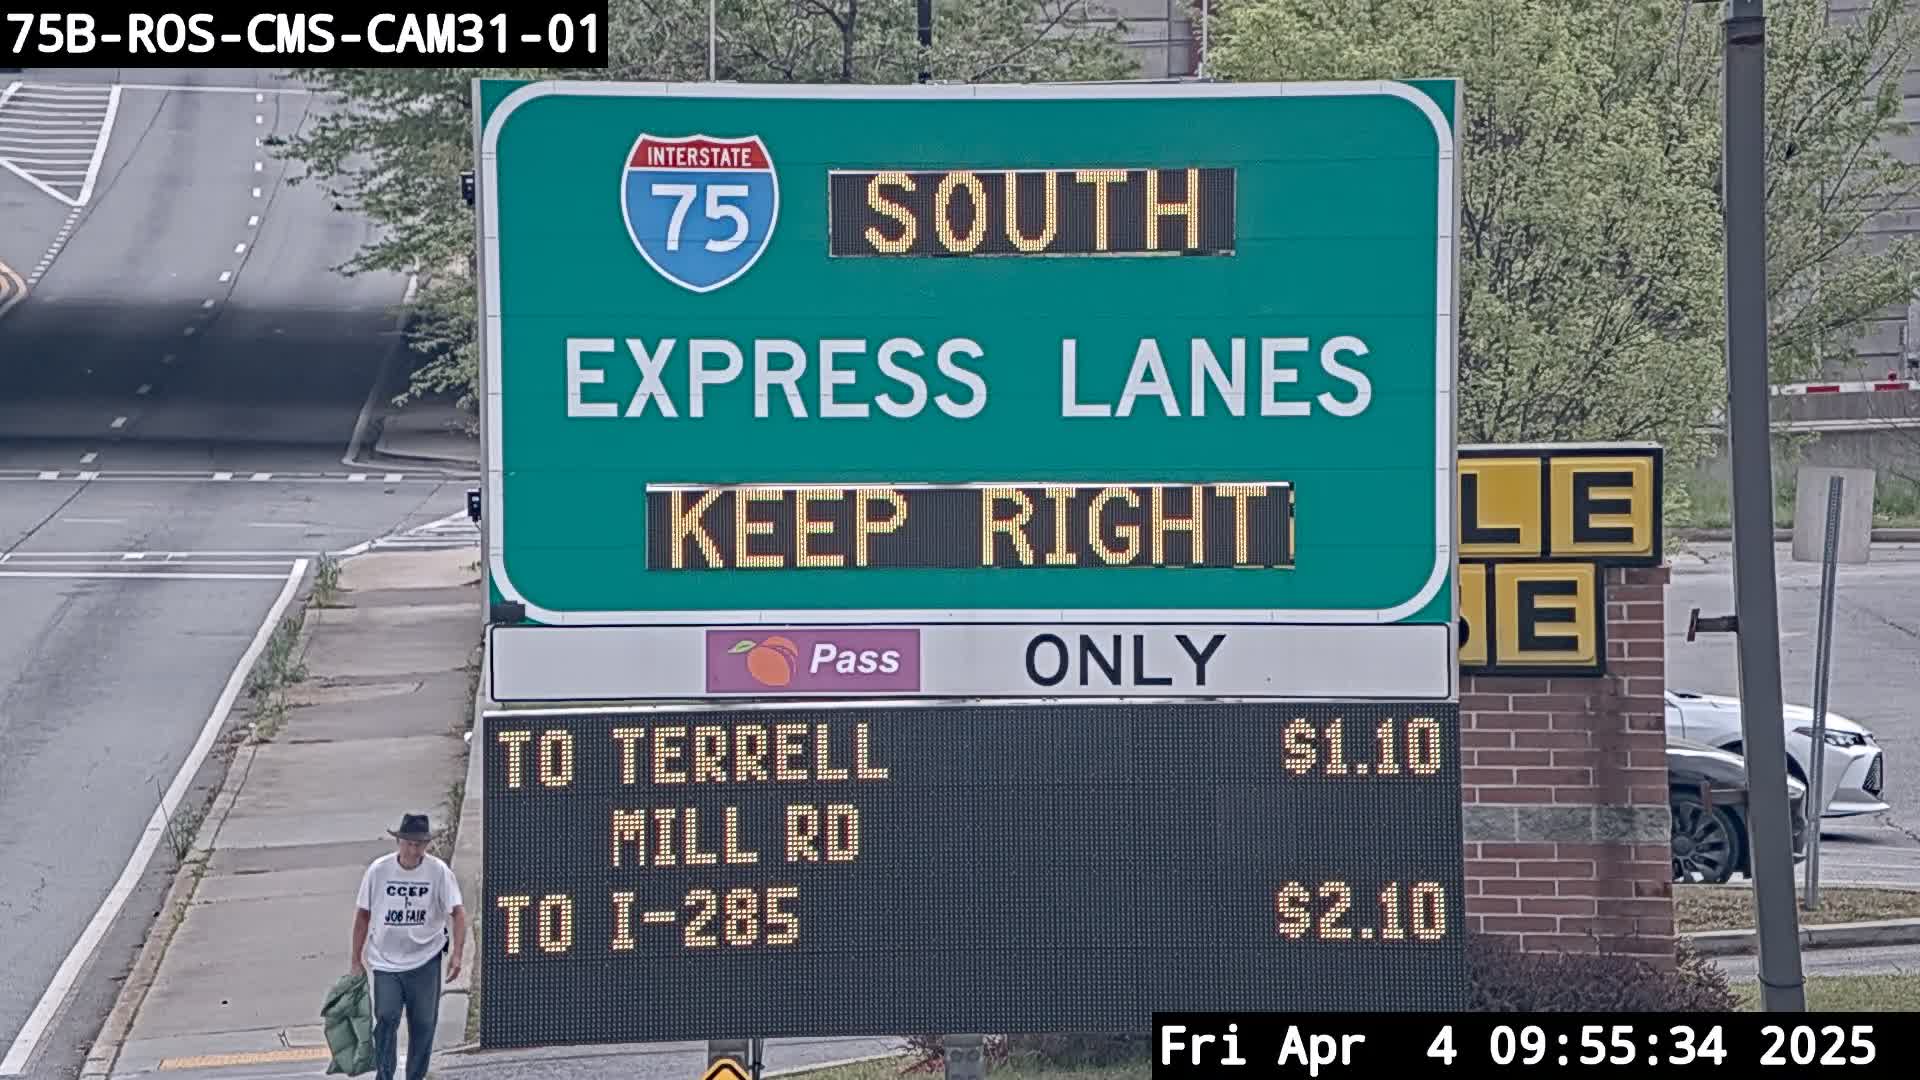 75B-ROS-CMS-CAM31-01
INTERSTATE
75
SOUTH
EXPRESS LANES
KEEP RIGHT
Pass ONLY
TO TERRELL $1.10
MILL RD
TO I-285 $2.10
LE
E
CCEP
JOB FAIR
Fri Apr 4 09:55:34 2025